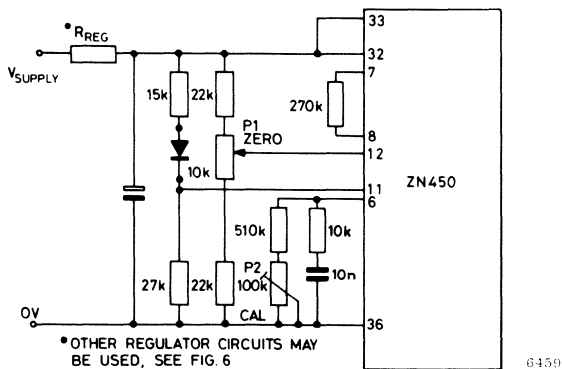 33
• RREG
32
VSUPPLY
7
15k
22k
270k
P1
ZERO
8
12
10k
ZN450
11
6
510k
10k
P2
27k
22k
100k
10n
0V
CAL
36
• OTHER REGULATOR CIRCUITS MAY
BE USED, SEE FIG. 6
6459